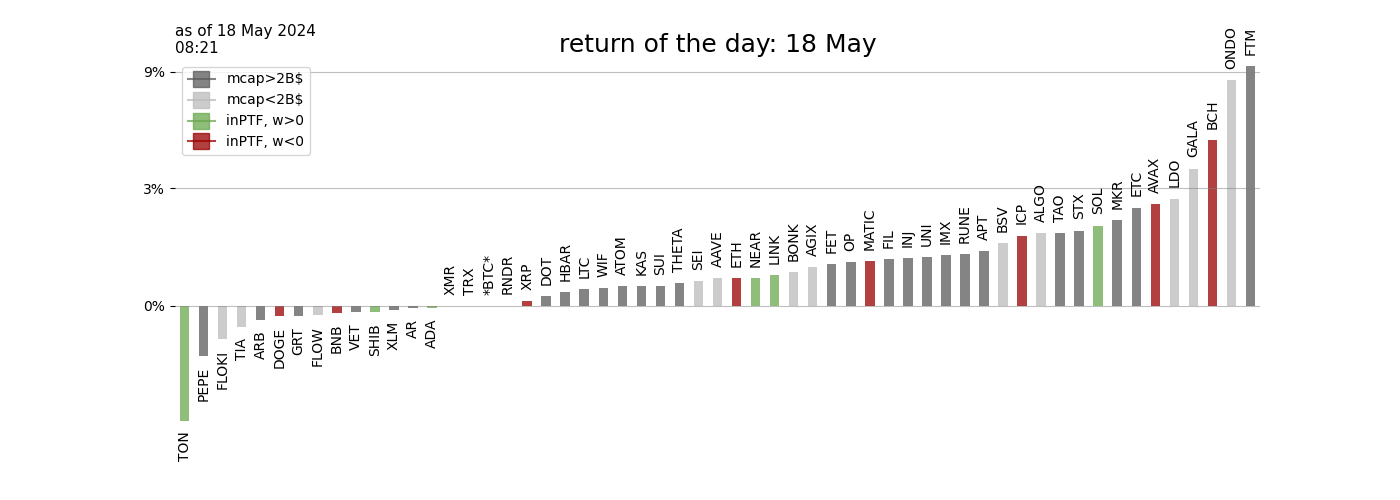 as of 18 May 2024
08:21
return of the day: 18 May
9%
3%
0%
mcap>2B$
mcap<2B$
inPTF, w>0
inPTF, w<0
TON
PEPE
FLOKI
TIA
ARB
DOGE
GRT
FLOW
BNB
VET
SHIB
XLM
AR
ADA
XMR
TRX
*BTC*
RNDR
XRP
DOT
HBAR
LTC
WIF
ATOM
KAS
SUI
THETA
SEI
AAVE
ETH
NEAR
LINK
BONK
AGIX
FET
OP
MATIC
FIL
INJ
UNI
IMX
RUNE
APT
BSV
ICP
ALGO
TAO
STX
SOL
MKR
ETC
AVAX
LDO
GALA
BCH
ONDO
FTM